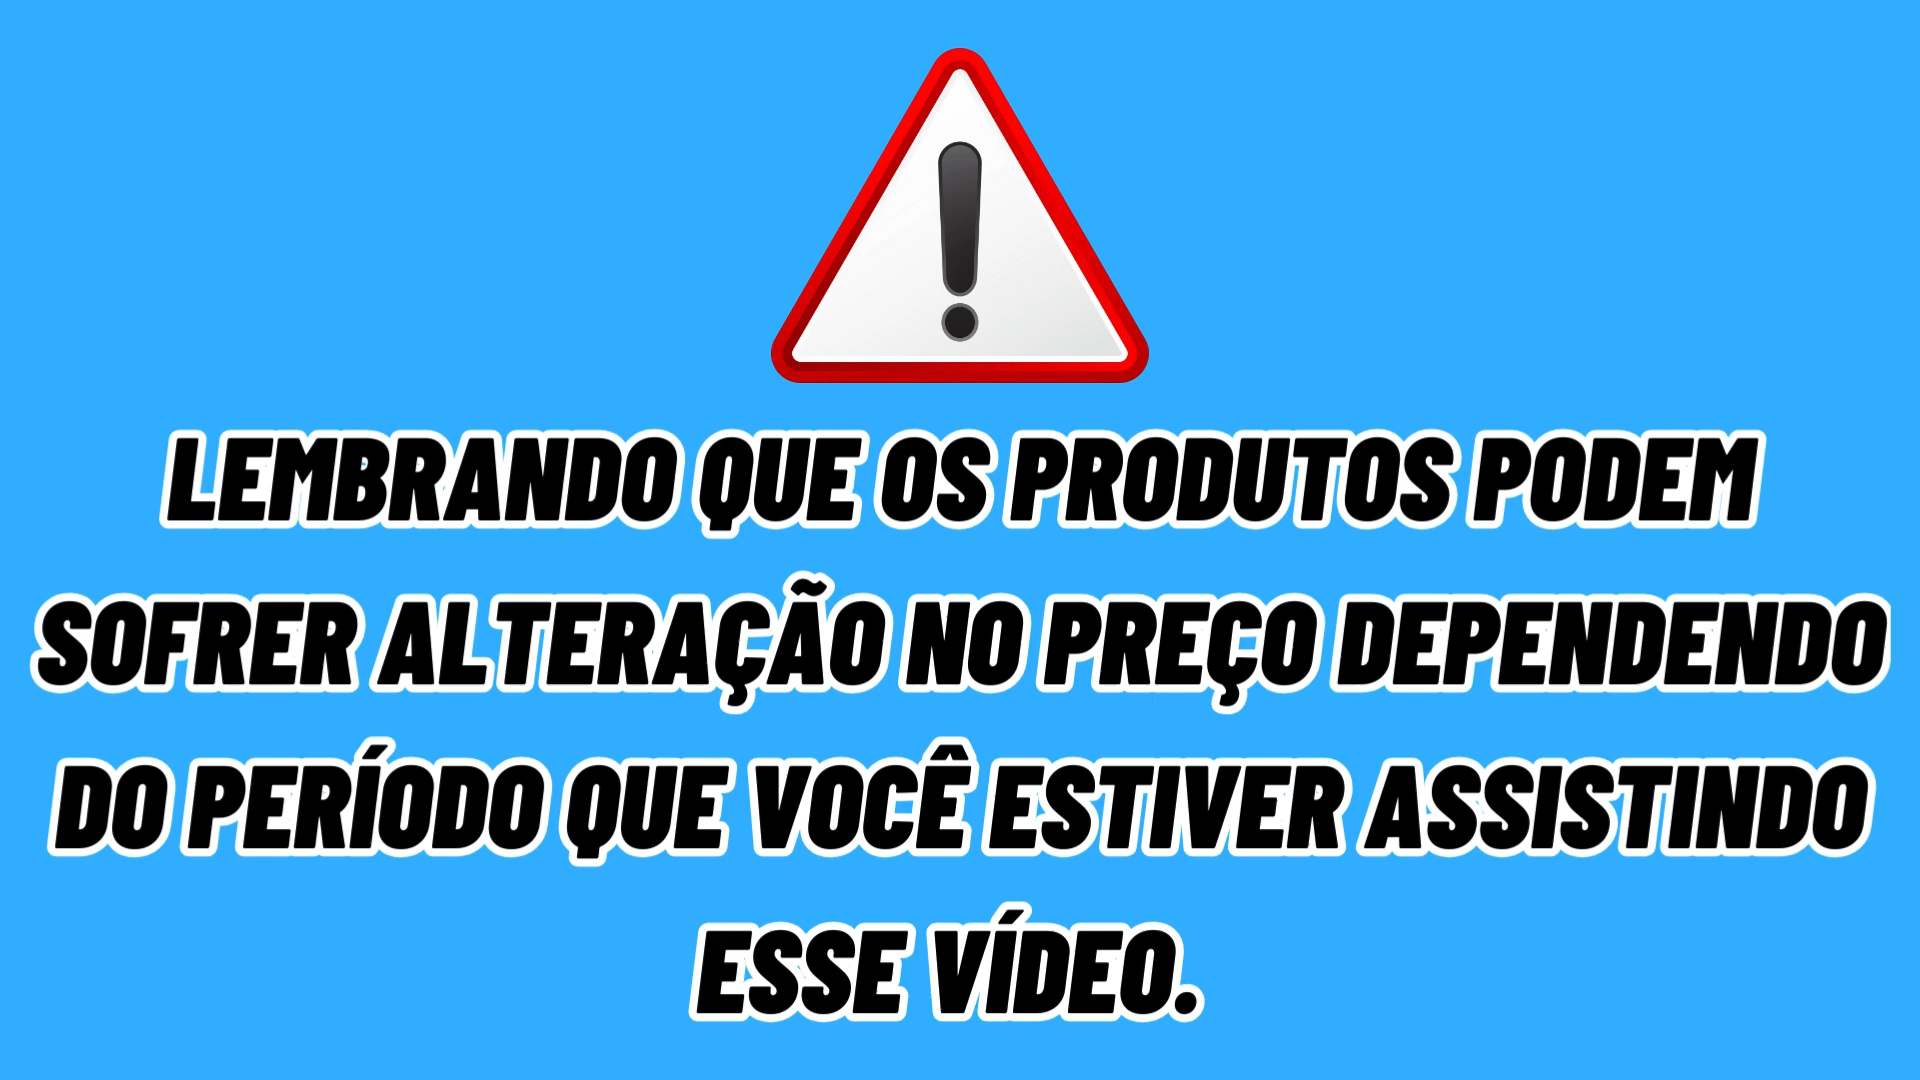 LEMBRANDO QUE OS PRODUTOS PODEM
SOFRER ALTERAÇÃO NO PREÇO DEPENDENDO
DO PERÍODO QUE VOCÊ ESTIVER ASSISTINDO
ESSE VÍDEO.